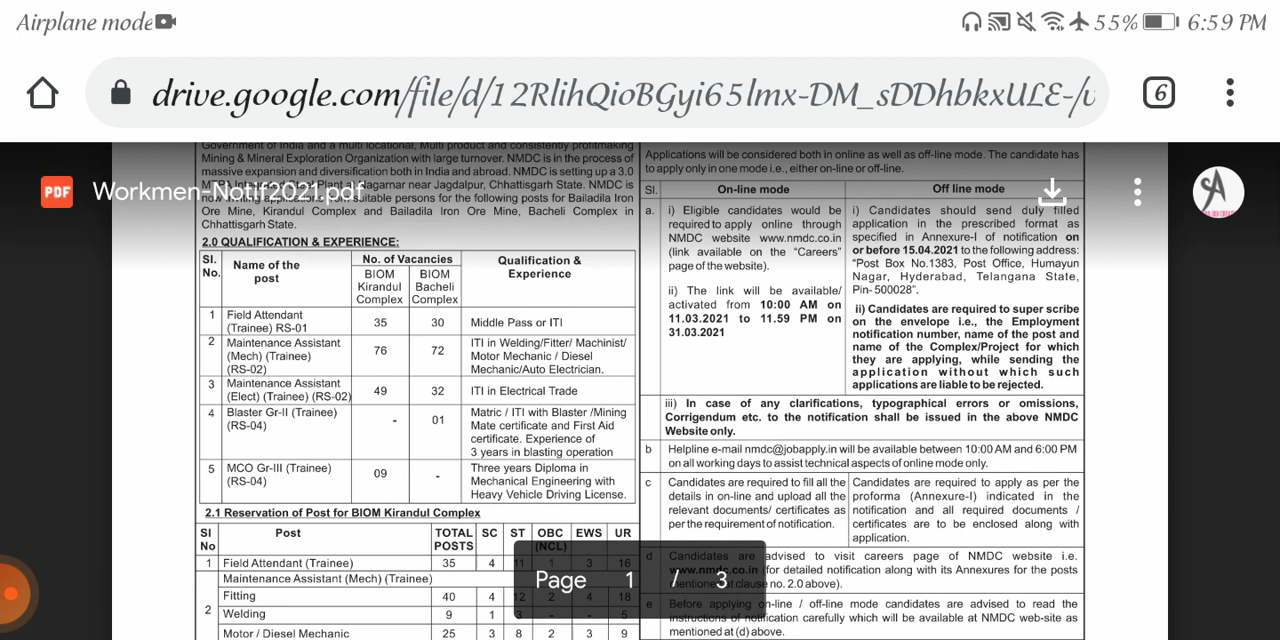 Airplane mode
55%
6:59 PM
drive.google.com/file/d/12RlihQioBGyi65lmx-DM_sDDhbkxULE-/v
6
PDF Workmen-Notif2021.pdf
Government of India and a multi locational, Multi product and consistently profitmaking
Mining & Mineral Exploration Organization with large turnover. NMDC is in the process of
massive expansion and diversification both in India and abroad. NMDC is setting up a 3.0
Plant at Nagarnar near Jagdalpur, Chhattisgarh State. NMDC is
suitable persons for the following posts for Bailadila Iron
Ore Mine, Kirandul Complex and Bailadila Iron Ore Mine, Bacheli Complex in
Chhattisgarh State.
2.0 QUALIFICATION & EXPERIENCE:
Sl. No. Name of the post No. of Vacancies Qualification & Experience
BIOM Kirandul Complex BIOM Bacheli Complex
1 Field Attendant (Trainee) RS-01 35 30 Middle Pass or ITI
2 Maintenance Assistant (Mech) (Trainee) (RS-02) 76 72 ITI in Welding/Fitter/ Machinist/ Motor Mechanic / Diesel Mechanic/Auto Electrician.
3 Maintenance Assistant (Elect) (Trainee) (RS-02) 49 32 ITI in Electrical Trade
4 Blaster Gr-II (Trainee) (RS-04) - 01 Matric / ITI with Blaster /Mining Mate certificate and First Aid certificate. Experience of 3 years in blasting operation
5 MCO Gr-III (Trainee) (RS-04) 09 - Three years Diploma in Mechanical Engineering with Heavy Vehicle Driving License.
2.1 Reservation of Post for BIOM Kirandul Complex
Sl No Post TOTAL POSTS SC ST OBC (NCL) EWS UR
1 Field Attendant (Trainee) 35 4 11 1 3 16
2 Maintenance Assistant (Mech) (Trainee)
Fitting 40 4 12 2 4 18
Welding 9 1 3 - - 5
Motor / Diesel Mechanic 25 3 8 2 3 9
Applications will be considered both in online as well as off-line mode. The candidate has
to apply only in one mode i.e., either on-line or off-line.
Sl. On-line mode Off line mode
a. i) Eligible candidates would be
required to apply online through
NMDC website www.nmdc.co.in
(link available on the "Careers"
page of the website).
ii) The link will be available/
activated from 10:00 AM on
11.03.2021 to 11.59 PM on
31.03.2021
i) Candidates should send duly filled
application in the prescribed format as
specified in Annexure-I of notification on
or before 15.04.2021 to the following address:
"Post Box No.1383, Post Office, Humayun
Nagar, Hyderabad, Telangana State,
Pin- 500028".
ii) Candidates are required to super scribe
on the envelope i.e., the Employment
notification number, name of the post and
name of the Complex/Project for which
they are applying, while sending the
application without which such
applications are liable to be rejected.
iii) In case of any clarifications, typographical errors or omissions,
Corrigendum etc. to the notification shall be issued in the above NMDC
Website only.
b Helpline e-mail nmdc@jobapply.in will be available between 10:00 AM and 6:00 PM
on all working days to assist technical aspects of online mode only.
c Candidates are required to fill all the
details in on-line and upload all the
relevant documents/ certificates as
per the requirement of notification.
Candidates are required to apply as per the
proforma (Annexure-I) indicated in the
notification and all required documents /
certificates are to be enclosed along with
application.
d Candidates are advised to visit careers page of NMDC website i.e.
www.nmdc.co.in (for detailed notification along with its Annexures for the posts
mentioned at clause no. 2.0 above).
e Before applying on-line / off-line mode candidates are advised to read the
instructions of notification carefully which will be available at NMDC web-site as
mentioned at (d) above.
Page 1 / 3